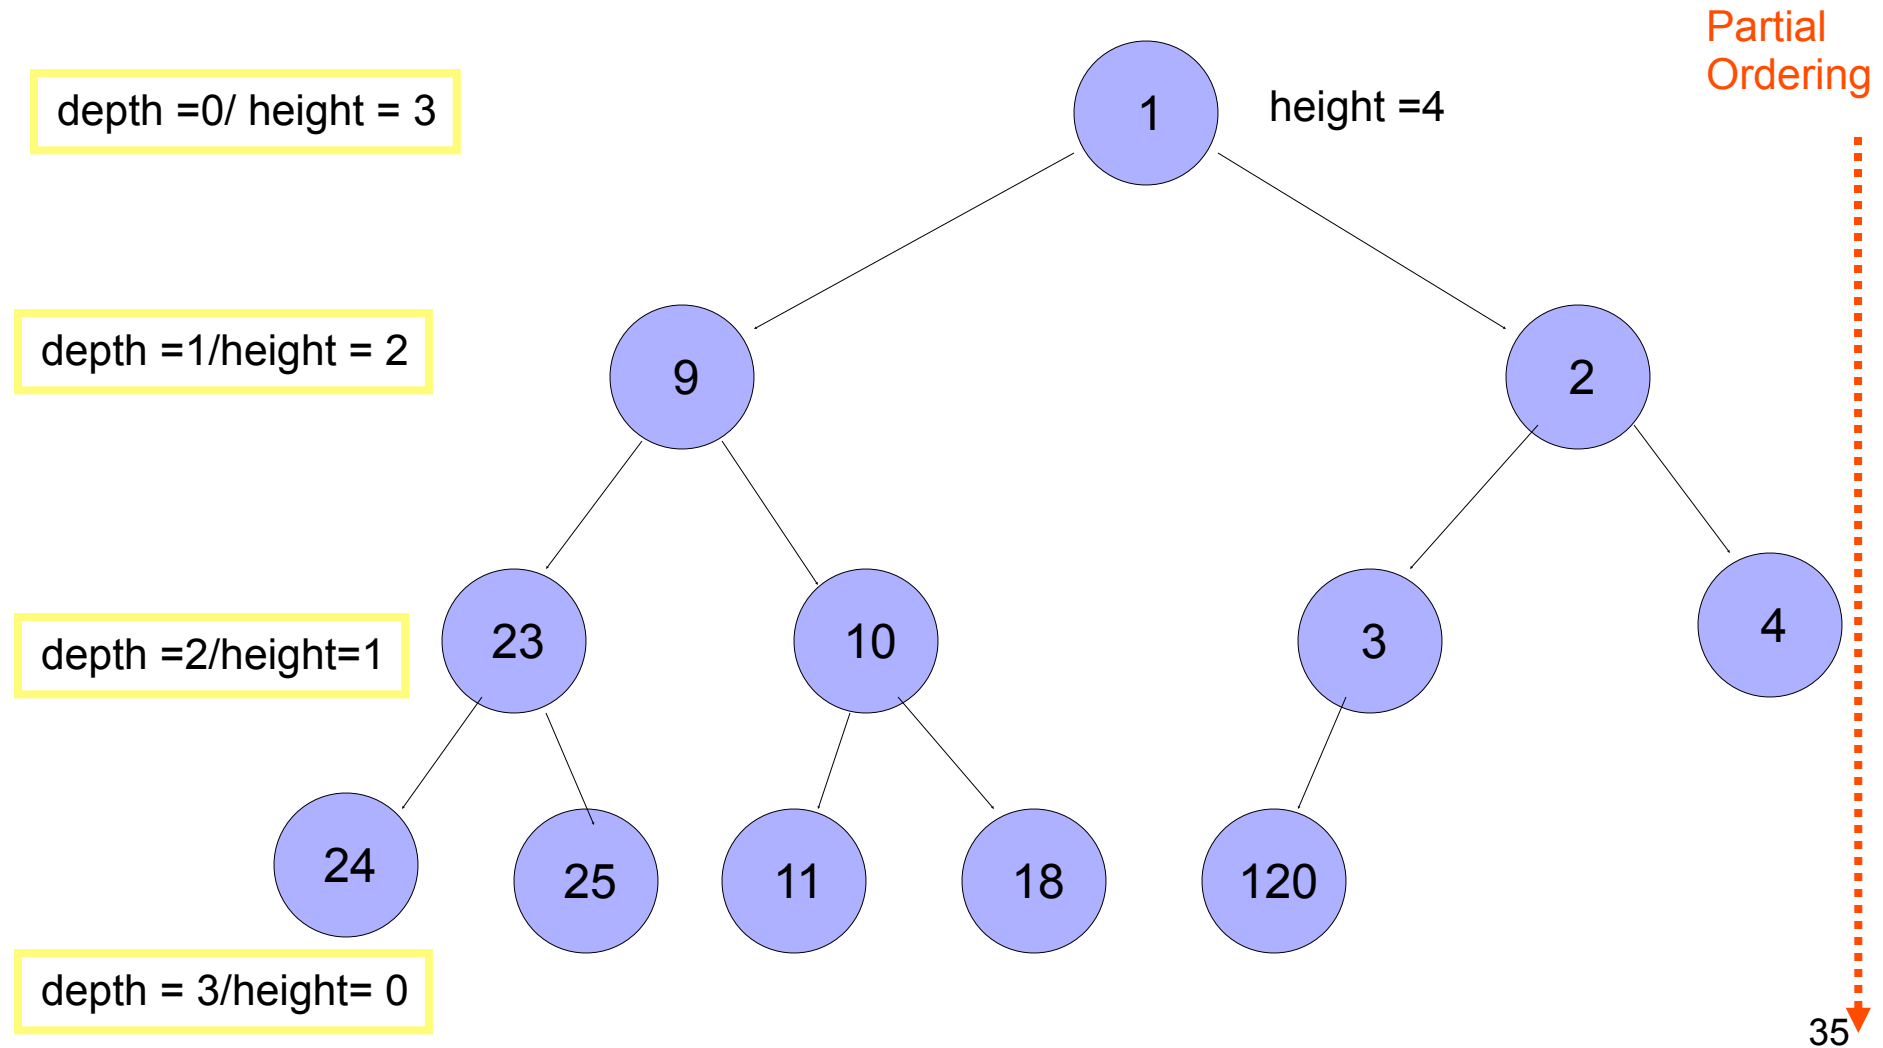 Partial
Ordering
depth =0/ height = 3
1
height =4
depth =1/height = 2
9
2
depth =2/height=1
23
10
3
4
24
25
11
18
120
depth = 3/height= 0
35